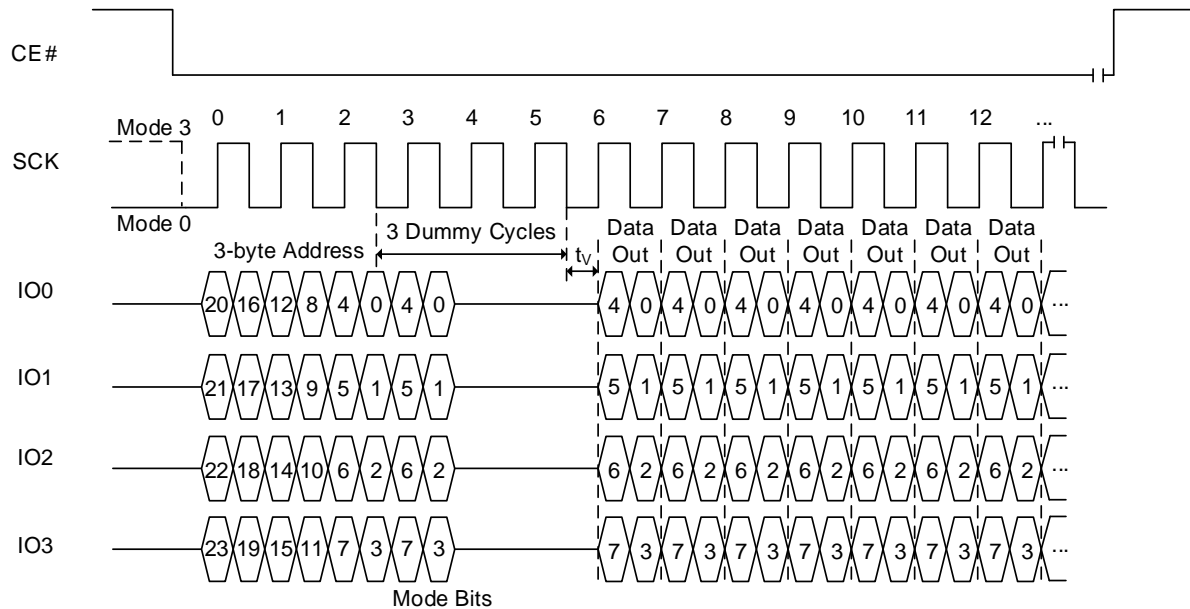 CE#
Mode 3 0 1 2 3 4 5 6 7 8 9 10 11 12 ...
SCK
Mode 0
3 Dummy Cycles Data Data Data Data Data Data Data
3-byte Address tV Out Out Out Out Out Out Out
IO0 20 16 12 8 4 0 4 0 4 0 4 0 4 0 4 0 4 0 4 0 4 0 ...
IO1 21 17 13 9 5 1 5 1 5 1 5 1 5 1 5 1 5 1 5 1 5 1 ...
IO2 22 18 14 10 6 2 6 2 6 2 6 2 6 2 6 2 6 2 6 2 6 2 ...
IO3 23 19 15 11 7 3 7 3 7 3 7 3 7 3 7 3 7 3 7 3 7 3 ...
Mode Bits